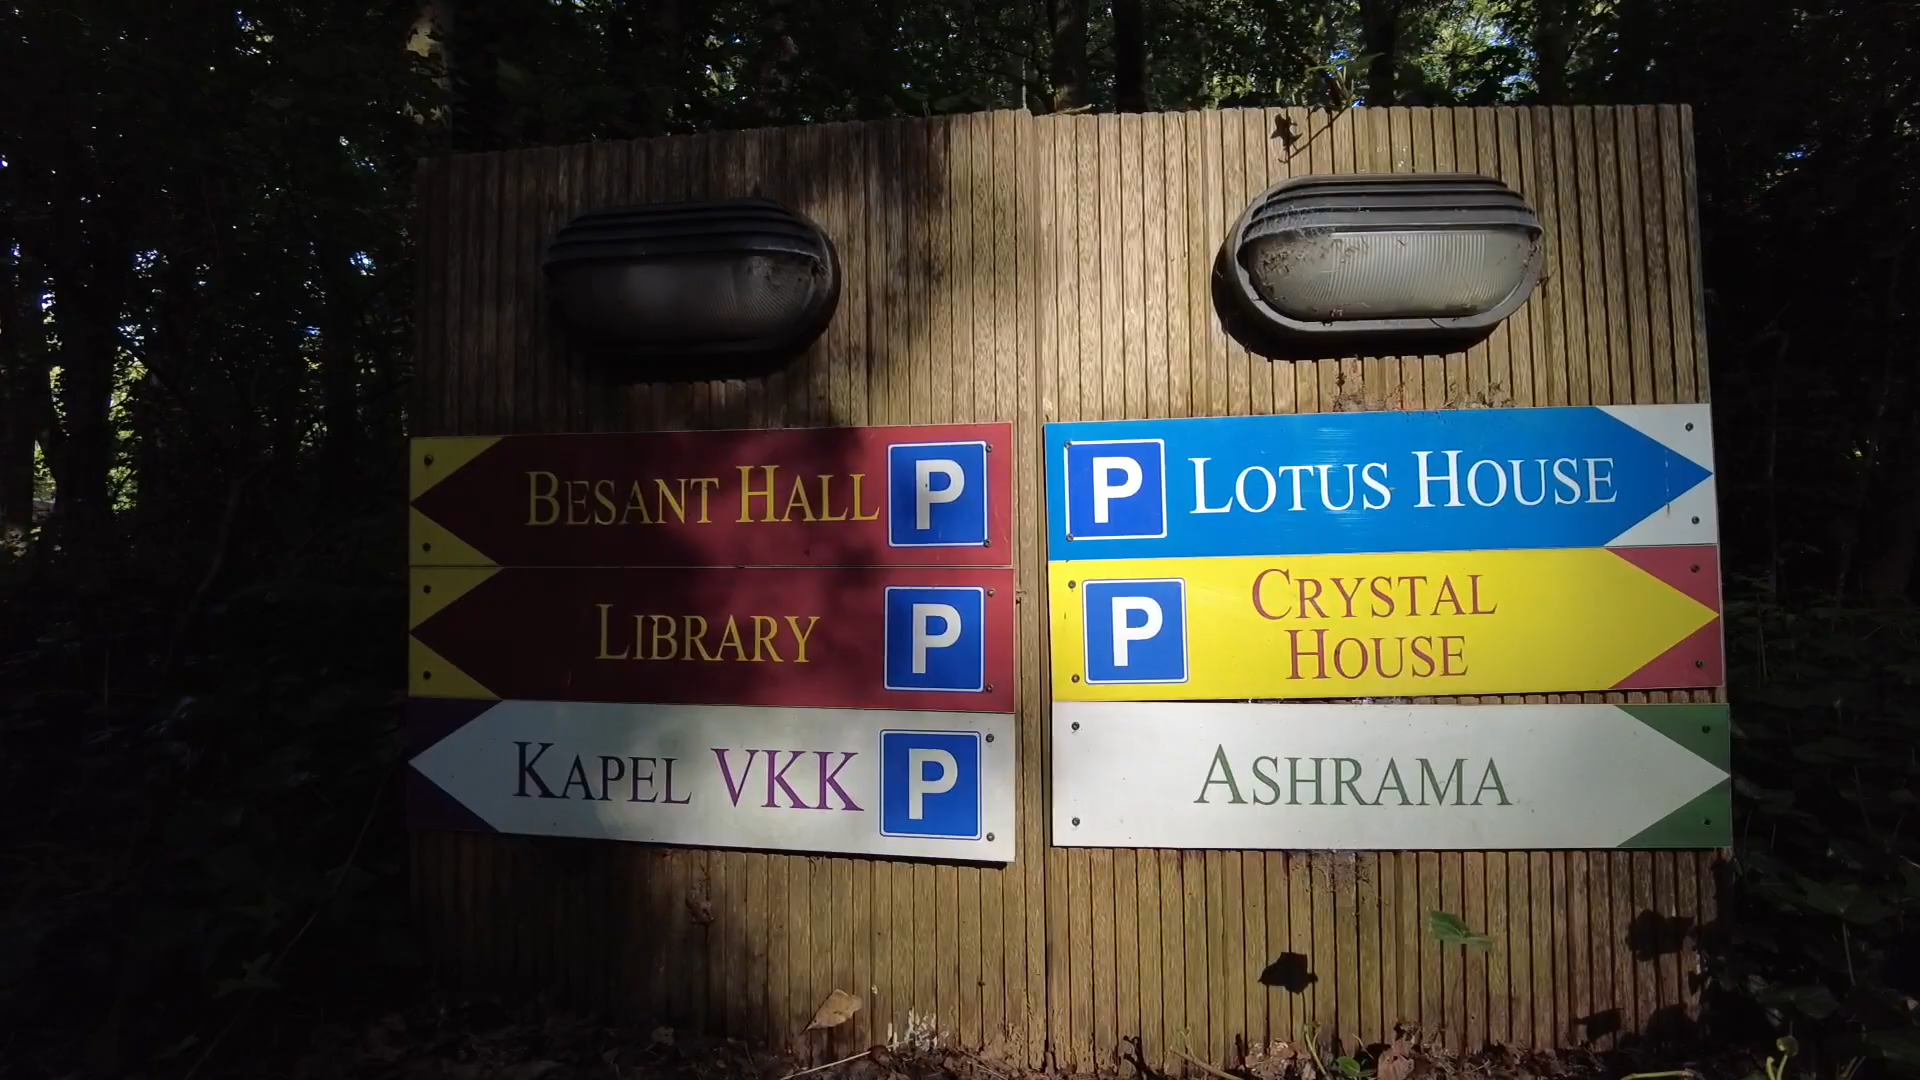 BESANT HALL P
LIBRARY P
KAPEL VKK P
P LOTUS HOUSE
P CRYSTAL
HOUSE
ASHRAMA